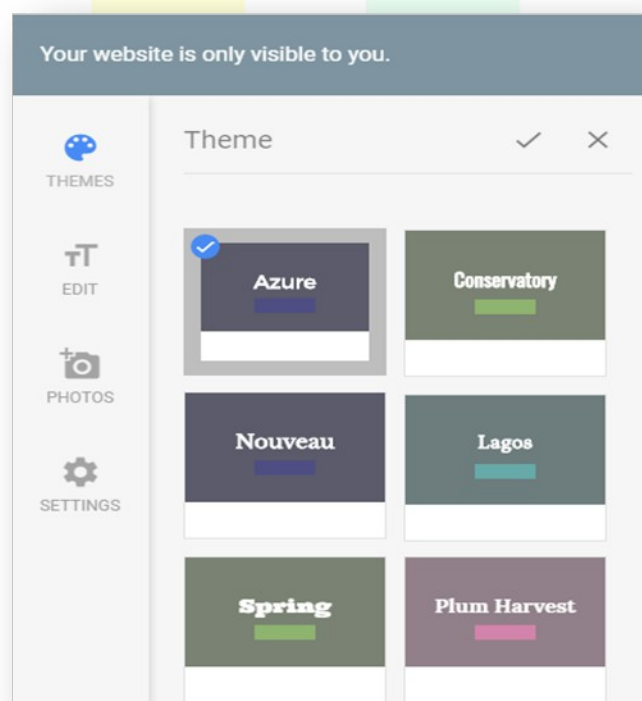 Your website is only visible to you.
THEMES
EDIT
PHOTOS
SETTINGS
Theme
Azure
Conservatory
Nouveau
Lagos
Spring
Plum Harvest